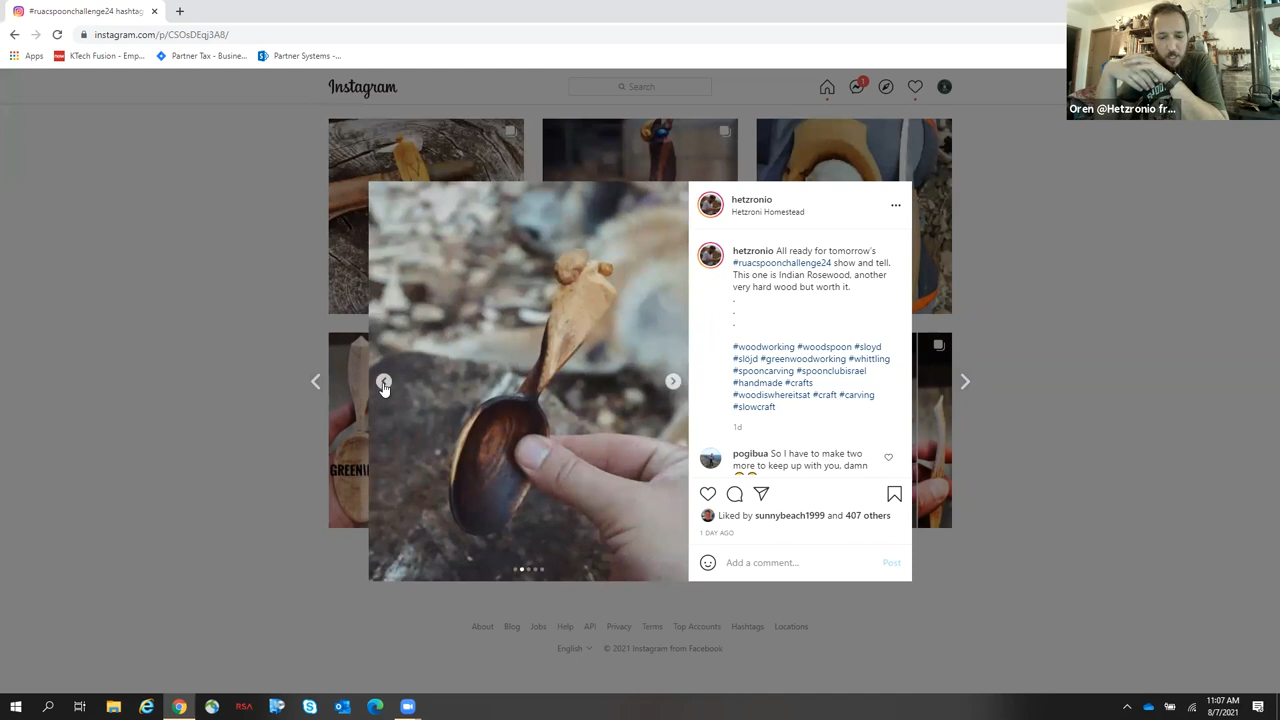 #ruacspoonchallenge24 hashtag
instagram.com/p/CSOsDEqj3A8/
Apps
KTech Fusion - Emp...
Partner Tax - Busine...
Partner Systems -...
Oren @Hetzronio fr...
Instagram
Search
1
hetzronio
Hetzroni Homestead
hetzronio All ready for tomorrow's
#ruacspoonchallenge24 show and tell.
This one is Indian Rosewood, another
very hard wood but worth it.
.
.
.
#woodworking #woodspoon #sloyd
#slöjd #greenwoodworking #whittling
#spooncarving #spoonclubisrael
#handmade #crafts
#woodiswhereitsat #craft #carving
#slowcraft
1d
pogibua So I have to make two
more to keep up with you, damn
Liked by sunnybeach1999 and 407 others
1 DAY AGO
Add a comment...
Post
About Blog Jobs Help API Privacy Terms Top Accounts Hashtags Locations
English © 2021 Instagram from Facebook
RSA
11:07 AM
8/7/2021